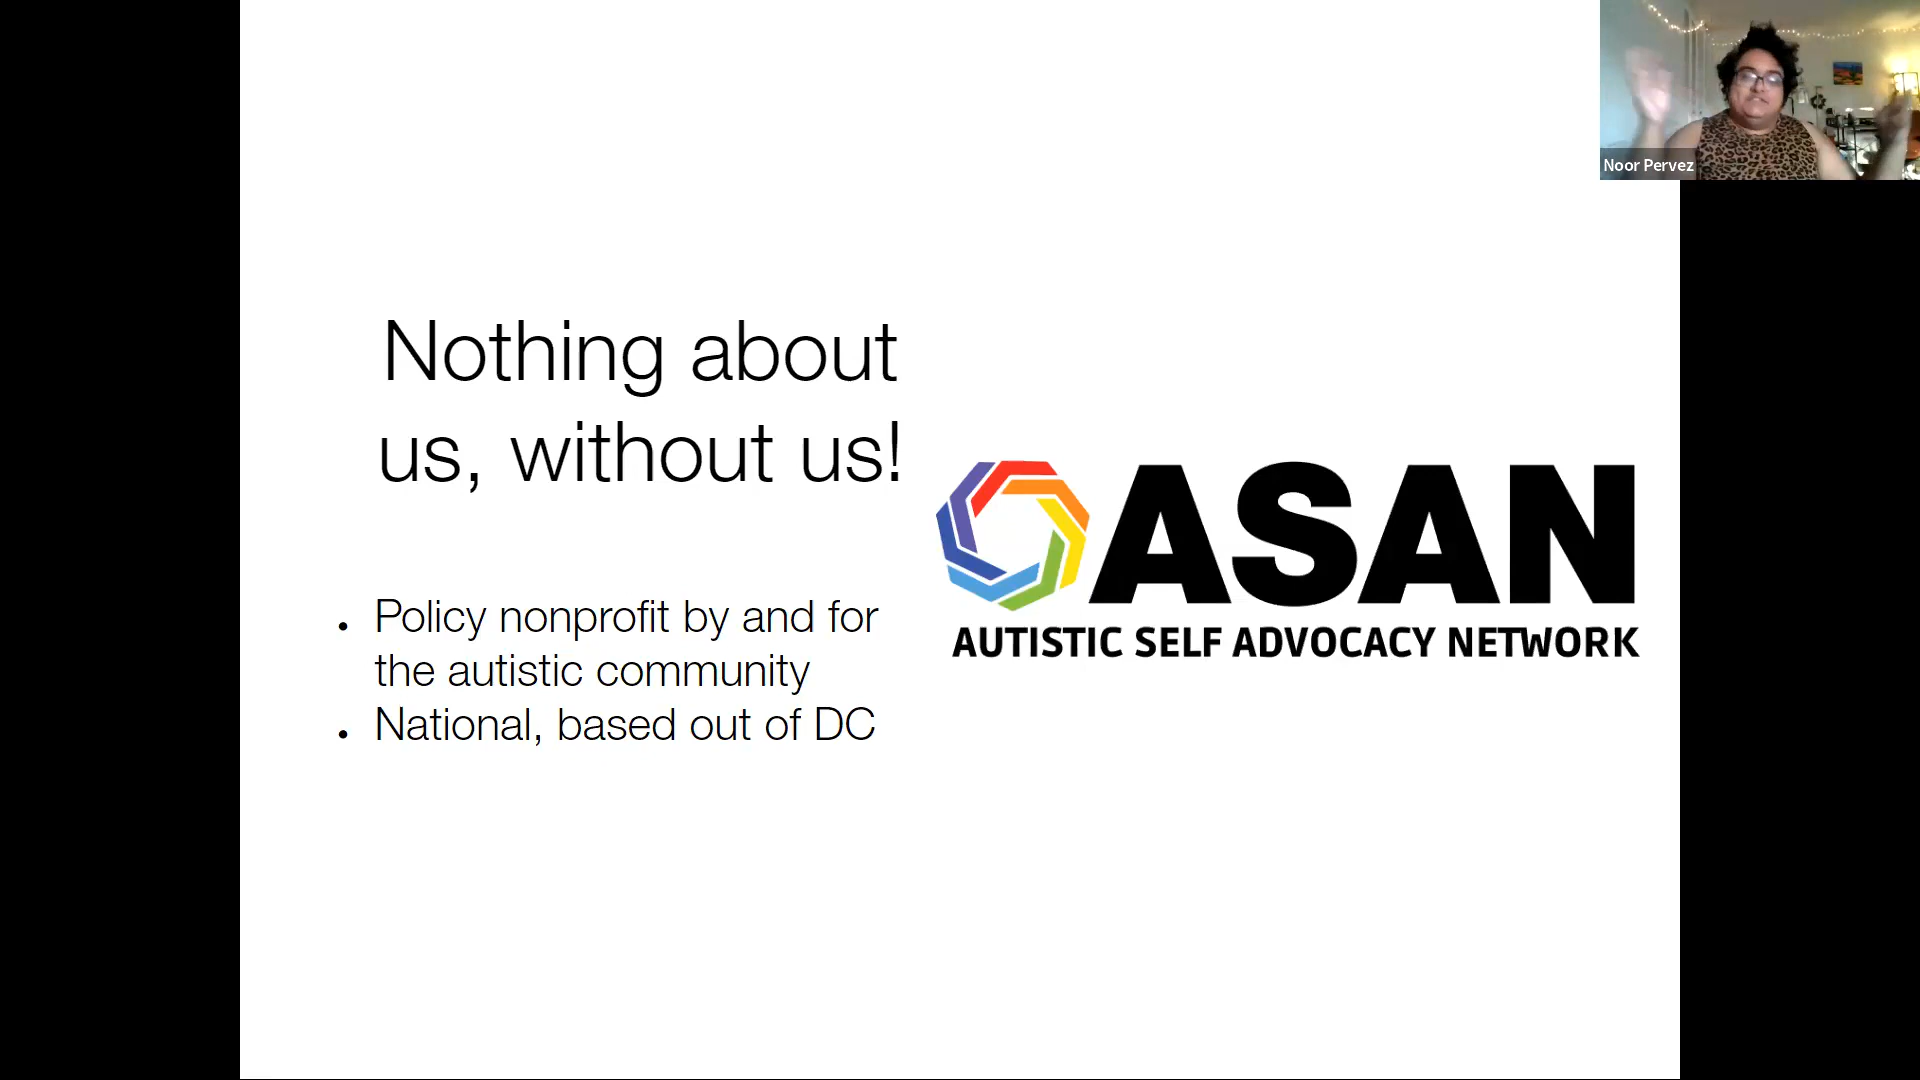 Noor Pervez
Nothing about
us, without us!
• Policy nonprofit by and for
the autistic community
• National, based out of DC
ASAN
AUTISTIC SELF ADVOCACY NETWORK